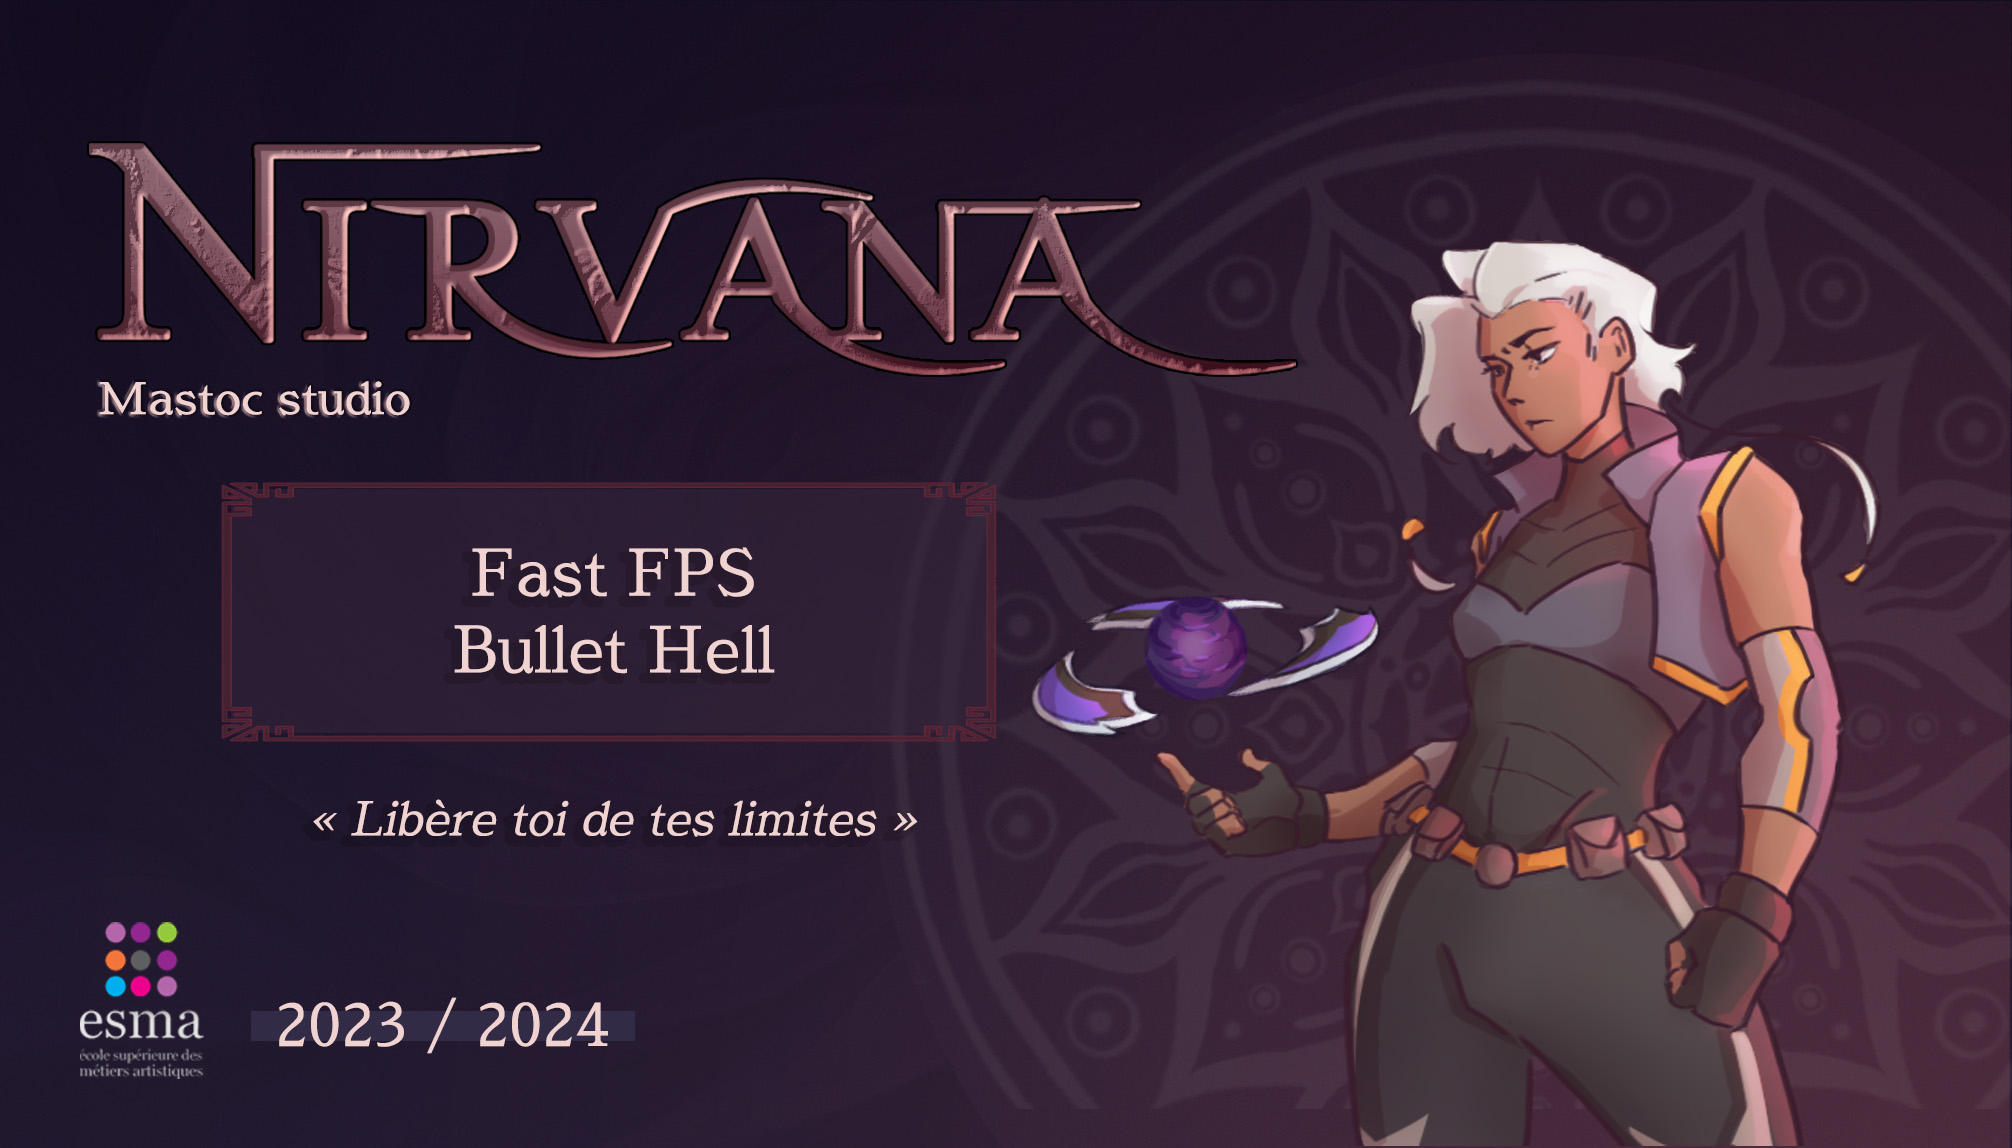 NIRVANA
Mastoc studio
Fast FPS
Bullet Hell
« Libère toi de tes limites »
esma
école supérieure des
métiers artistiques
2023 / 2024